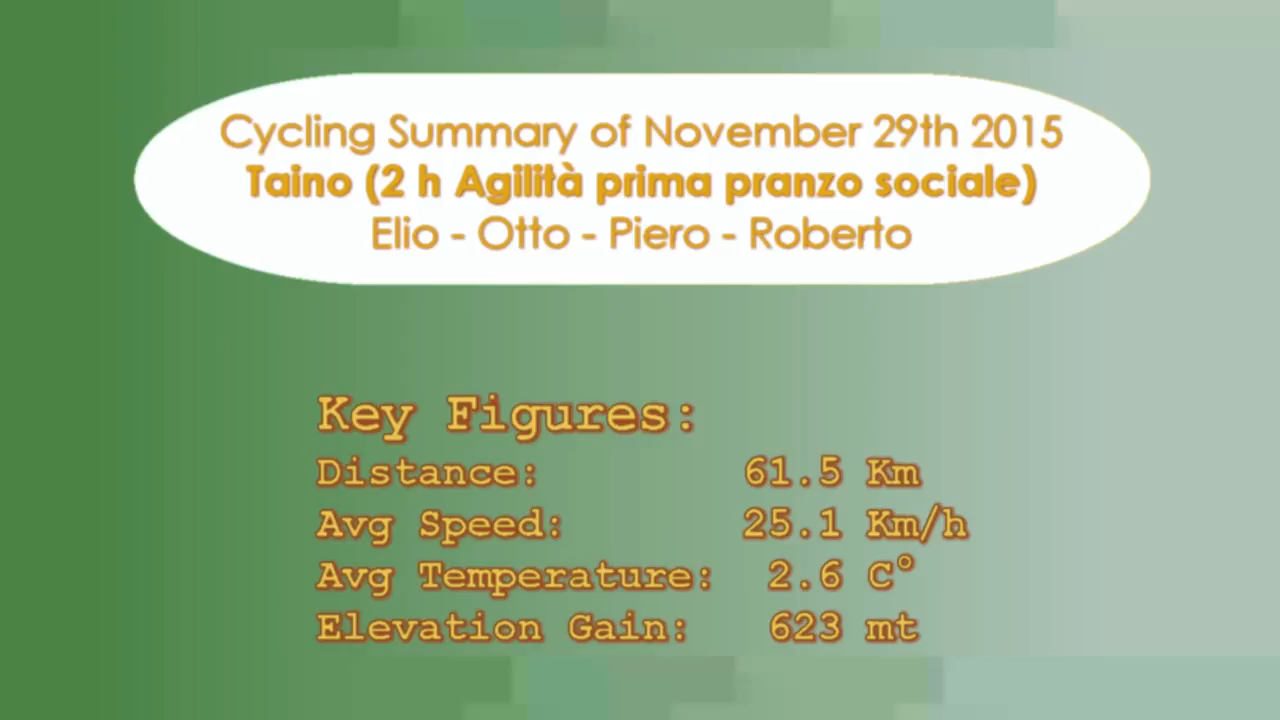 Cycling Summary of November 29th 2015
Taino (2 h Agilità prima pranzo sociale)
Elio - Otto - Piero - Roberto
Key Figures:
Distance: 61.5 Km
Avg Speed: 25.1 Km/h
Avg Temperature: 2.6 C°
Elevation Gain: 623 mt